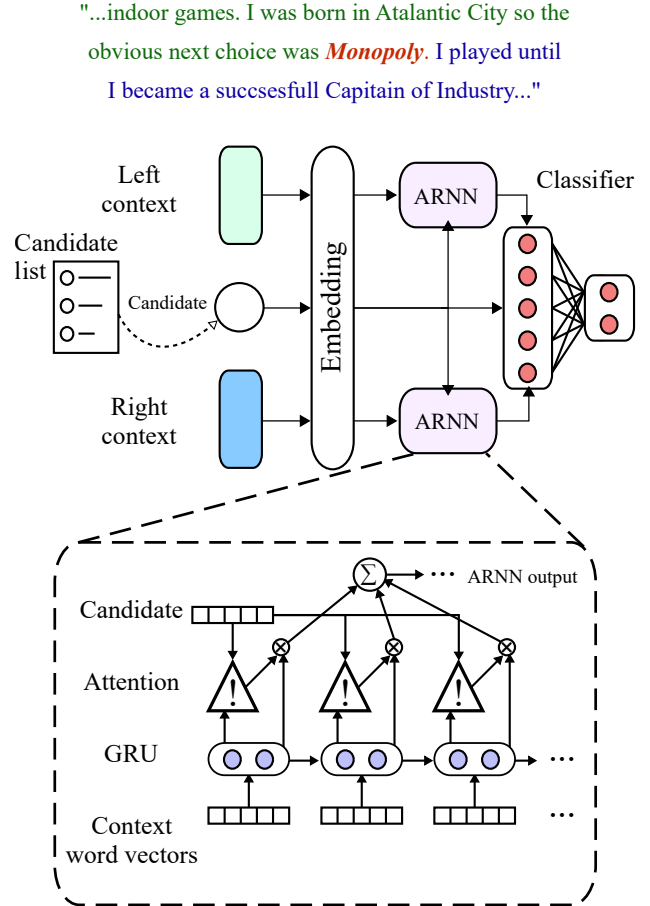 "...indoor games. I was born in Atalantic City so the
obvious next choice was Monopoly. I played until
I became a succsesfull Capitain of Industry..."
Left
context
ARNN
Classifier
Candidate
list
Candidate
Embedding
Right
context
ARNN
Σ
... ARNN output
Candidate
Attention
! ! !
GRU
...
Context
word vectors
...